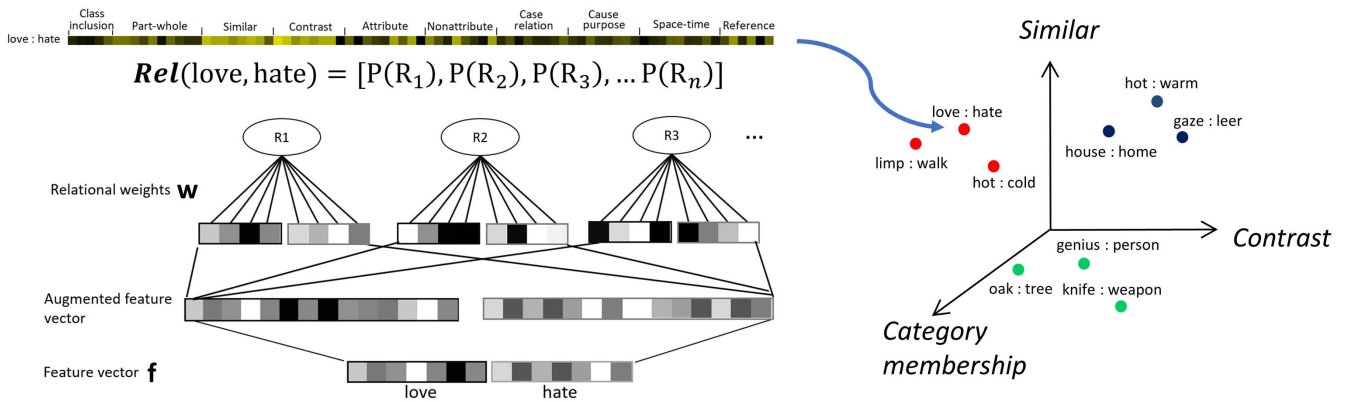 Class inclusion
Part-whole
Similar
Contrast
Attribute
Nonattribute
Case relation
Cause purpose
Space-time
Reference
love : hate
Rel(love, hate) = [P(R₁), P(R₂), P(R₃), … P(Rₙ)]
R1
R2
R3
...
Relational weights w
Augmented feature
vector
Feature vector f
love
hate
Similar
hot : warm
love : hate
gaze : leer
limp : walk
house : home
hot : cold
Contrast
genius : person
oak : tree
knife : weapon
Category
membership